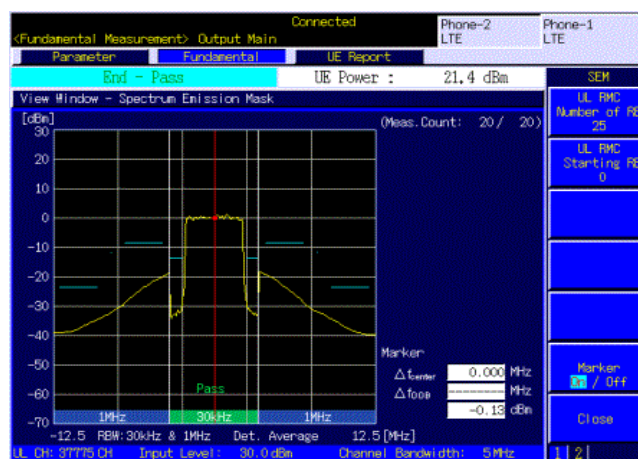 Connected
Phone-2
LTE
Phone-1
LTE
<Fundamental Measurement> Output Main
Parameter Fundamental UE Report
End - Pass UE Power : 21.4 dBm SEM
View Window - Spectrum Emission Mask
UL RMC
Number of RB
25
UL RMC
Starting RB
0
[dBm]
(Meas.Count: 20 / 20)
30
20
10
0
-10
-20
-30
-40
-50
-60
-70
Pass
1MHz 30kHz 1MHz
-12.5 RBW:30kHz & 1MHz Det. Average 12.5 [MHz]
Marker
Δfcenter 0.000 MHz
ΔfOOB ------- MHz
-0.13 dBm
Marker
On / Off
Close
UL CH: 37775 CH Input Level: 30.0 dBm Channel Bandwidth: 5MHz
1 2